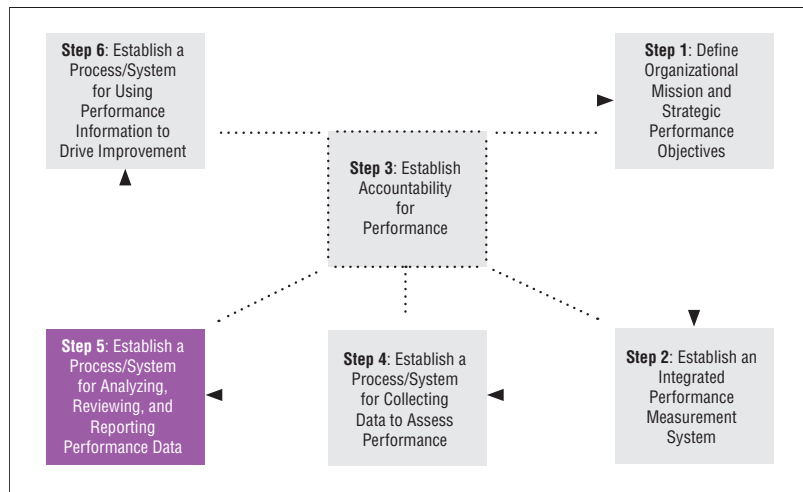 Step 6: Establish a
Process/System
for Using
Performance
Information to
Drive Improvement
Step 1: Define
Organizational
Mission and
Strategic
Performance
Objectives
Step 3: Establish
Accountability
for
Performance
Step 5: Establish a
Process/System
for Analyzing,
Reviewing, and
Reporting
Performance Data
Step 4: Establish a
Process/System
for Collecting
Data to Assess
Performance
Step 2: Establish an
Integrated
Performance
Measurement
System